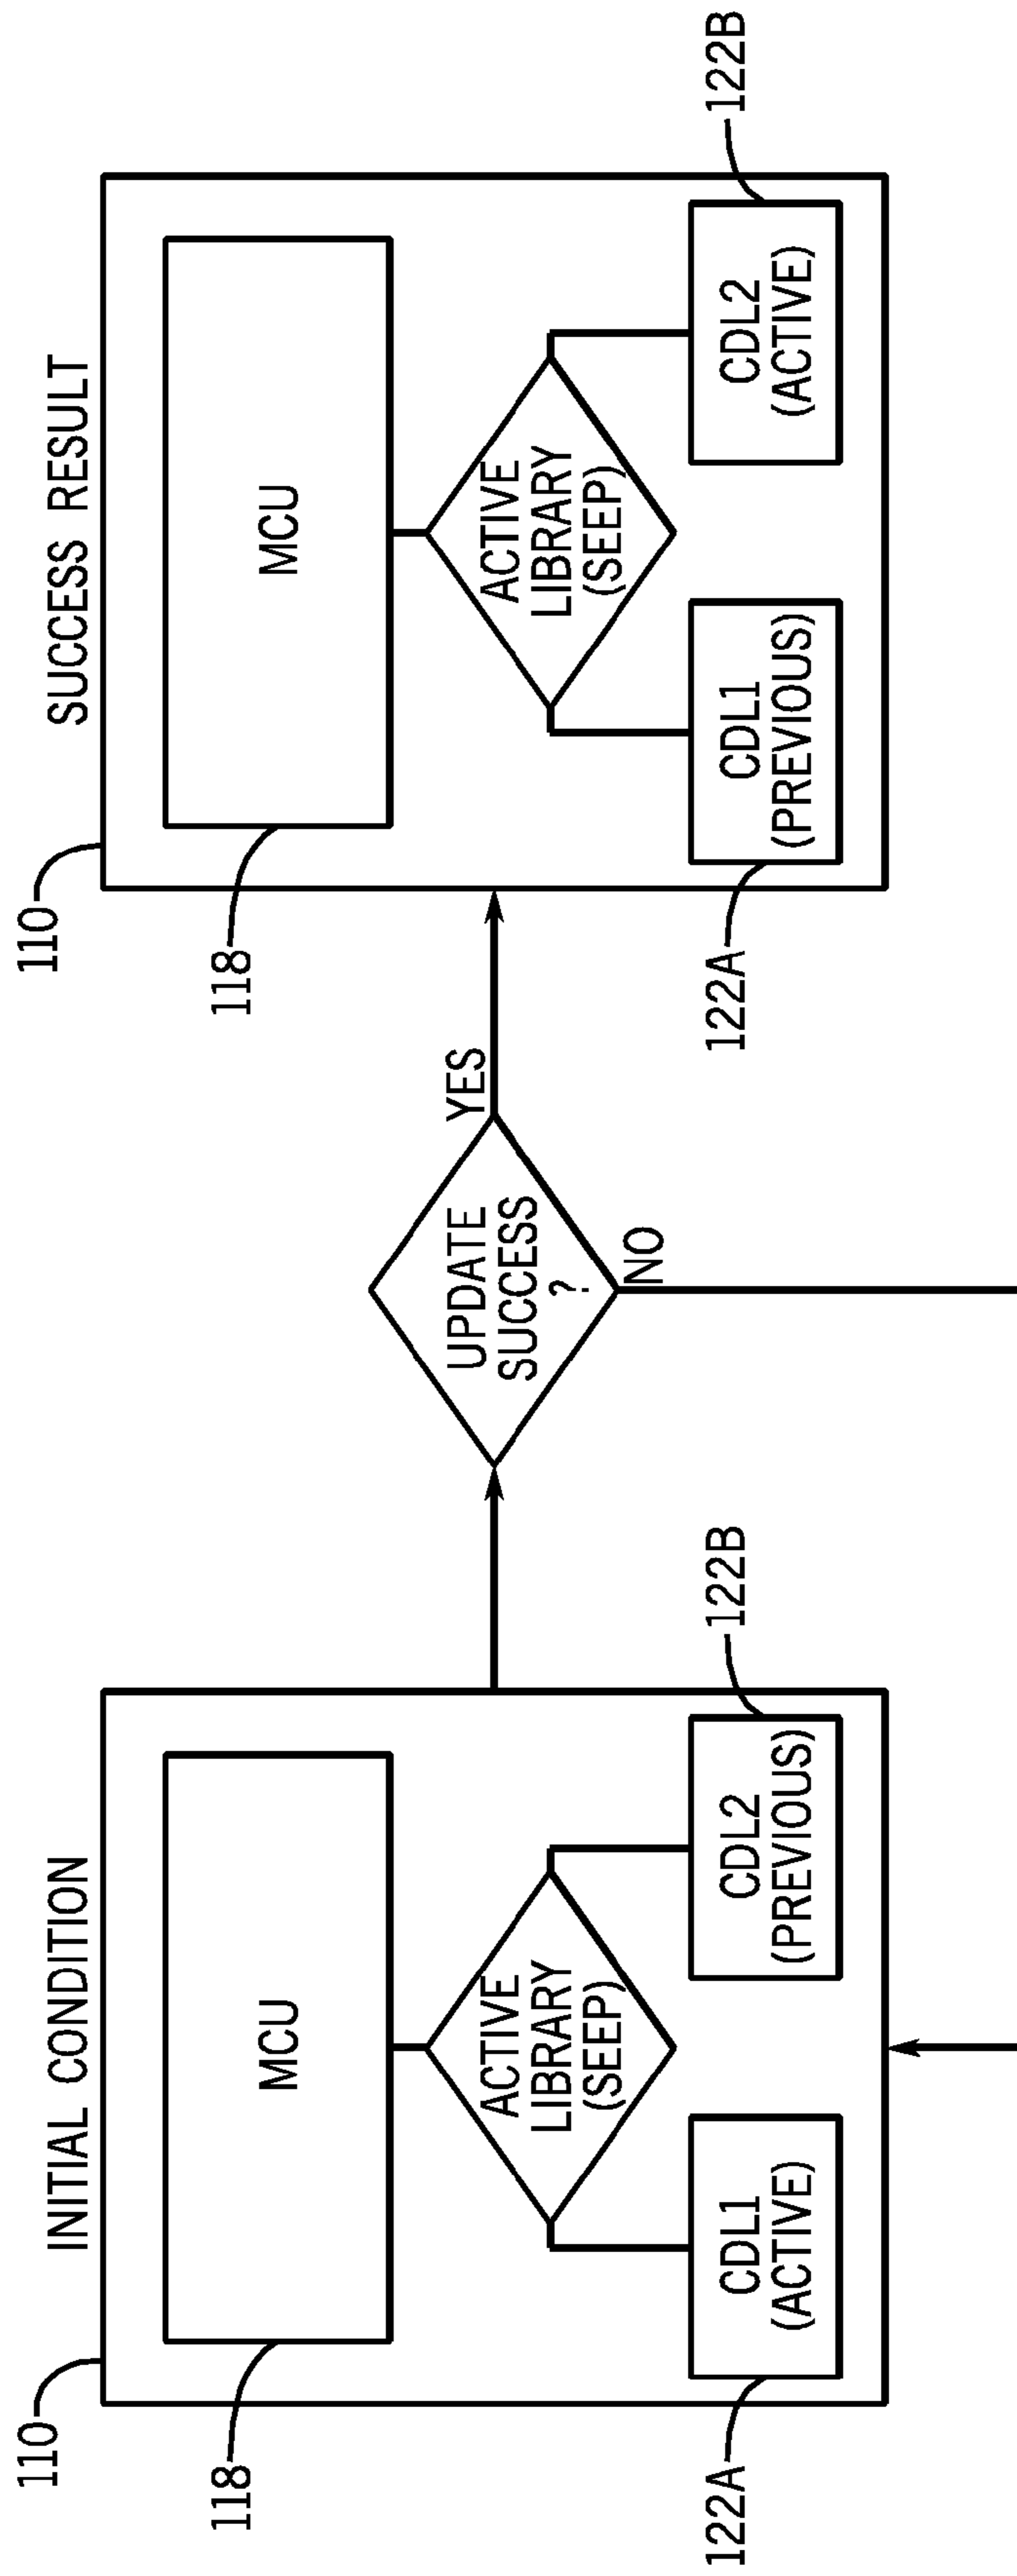 INITIAL CONDITION
110
118
MCU
ACTIVE
LIBRARY
(SEEP)
CDL1
(ACTIVE)
122A
CDL2
(PREVIOUS)
122B
UPDATE
SUCCESS
?
YES
NO
SUCCESS RESULT
110
118
MCU
ACTIVE
LIBRARY
(SEEP)
CDL1
(PREVIOUS)
122A
CDL2
(ACTIVE)
122B